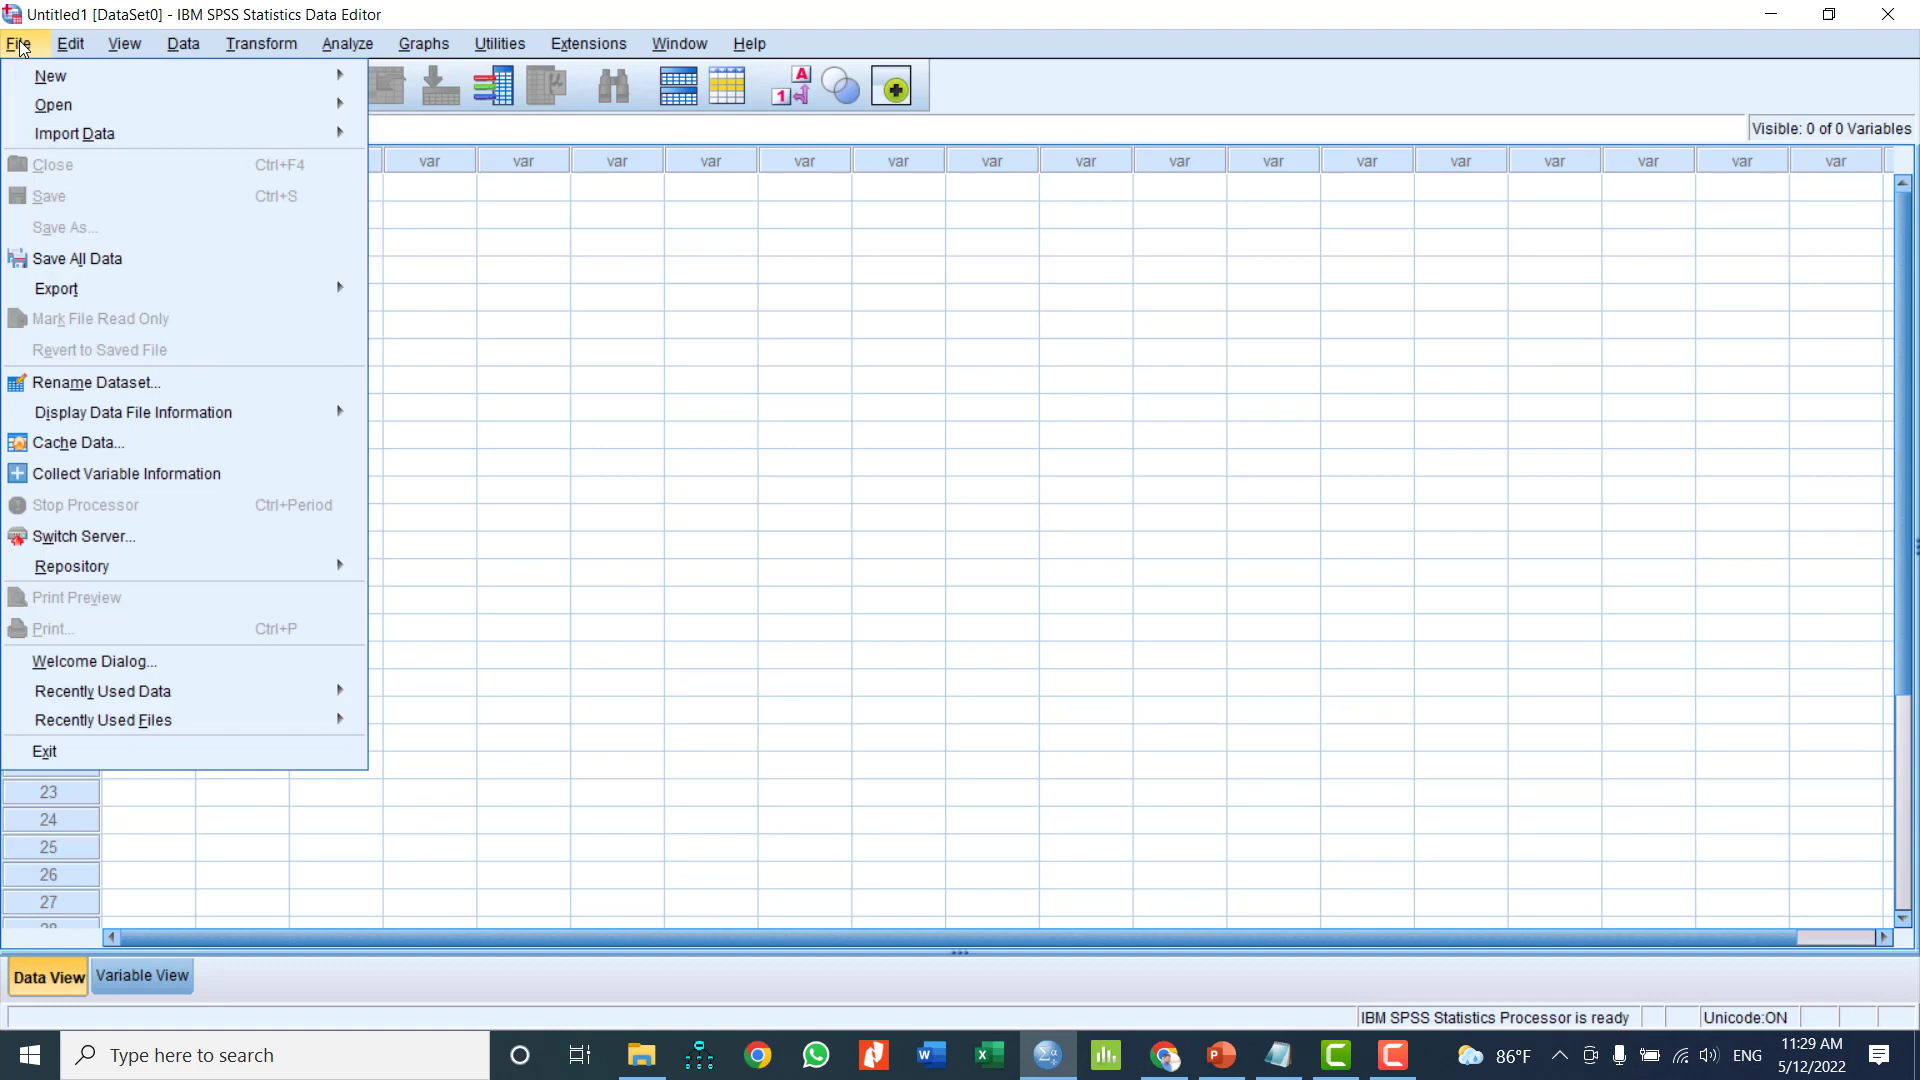 Untitled1 [DataSet0] - IBM SPSS Statistics Data Editor
File Edit View Data Transform Analyze Graphs Utilities Extensions Window Help
New
Open
Import Data
Close Ctrl+F4
Save Ctrl+S
Save As...
Save All Data
Export
Mark File Read Only
Revert to Saved File
Rename Dataset...
Display Data File Information
Cache Data...
Collect Variable Information
Stop Processor Ctrl+Period
Switch Server...
Repository
Print Preview
Print... Ctrl+P
Welcome Dialog...
Recently Used Data
Recently Used Files
Exit
Visible: 0 of 0 Variables
var var var var var var var var var var var var var var var var
23
24
25
26
27
28
Data View Variable View
IBM SPSS Statistics Processor is ready Unicode:ON
Type here to search
86°F ENG 11:29 AM
5/12/2022